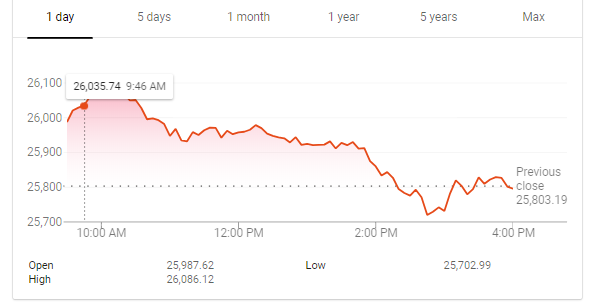 1 day 5 days 1 month 1 year 5 years Max
26,100
26,035.74 9:46 AM
26,000
25,900
25,800
25,700
Previous
close
25,803.19
10:00 AM 12:00 PM 2:00 PM 4:00 PM
Open 25,987.62 Low 25,702.99
High 26,086.12